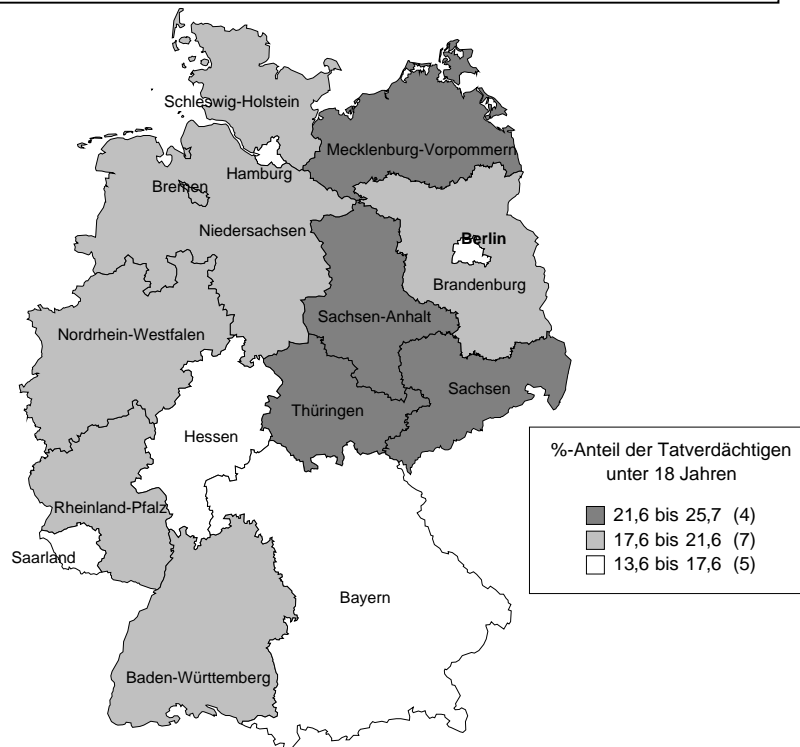 Schleswig-Holstein
Mecklenburg-Vorpommern
Hamburg
Bremen
Niedersachsen
Berlin
Brandenburg
Sachsen-Anhalt
Nordrhein-Westfalen
Sachsen
Thüringen
Hessen
%-Anteil der Tatverdächtigen
unter 18 Jahren
21,6 bis 25,7 (4)
17,6 bis 21,6 (7)
13,6 bis 17,6 (5)
Rheinland-Pfalz
Saarland
Bayern
Baden-Württemberg